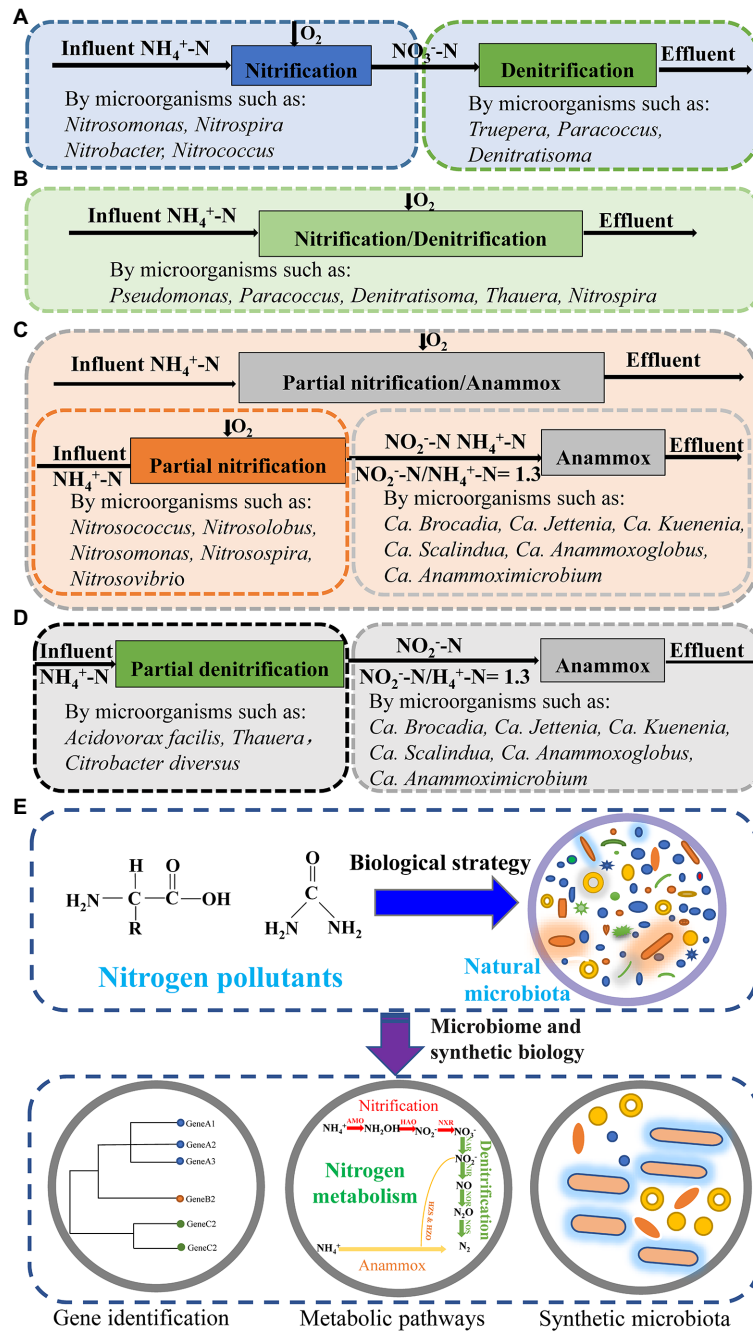 A
Influent NH₄⁺-N
O₂
Nitrification
NO₃⁻-N
Denitrification
Effluent
By microorganisms such as:
Nitrosomonas, Nitrospira
Nitrobacter, Nitrococcus
By microorganisms such as:
Truepera, Paracoccus,
Denitratisoma
B
Influent NH₄⁺-N
O₂
Nitrification/Denitrification
Effluent
By microorganisms such as:
Pseudomonas, Paracoccus, Denitratisoma, Thauera, Nitrospira
C
Influent NH₄⁺-N
O₂
Partial nitrification/Anammox
Effluent
Influent
NH₄⁺-N
O₂
Partial nitrification
By microorganisms such as:
Nitrosococcus, Nitrosolobus,
Nitrosomonas, Nitrosospira,
Nitrosovibrio
NO₂⁻-N NH₄⁺-N
NO₂⁻-N/NH₄⁺-N= 1.3
Anammox
Effluent
By microorganisms such as:
Ca. Brocadia, Ca. Jettenia, Ca. Kuenenia,
Ca. Scalindua, Ca. Anammoxoglobus,
Ca. Anammoximicrobium
D
Influent
NH₄⁺-N
Partial denitrification
By microorganisms such as:
Acidovorax facilis, Thauera，
Citrobacter diversus
NO₂⁻-N
NO₂⁻-N/H₄⁺-N= 1.3
Anammox
Effluent
By microorganisms such as:
Ca. Brocadia, Ca. Jettenia, Ca. Kuenenia,
Ca. Scalindua, Ca. Anammoxoglobus,
Ca. Anammoximicrobium
E
H O
H₂N C C OH
R
O
C
H₂N NH₂
Nitrogen pollutants
Biological strategy
Natural
microbiota
Microbiome and
synthetic biology
GeneA1
GeneA2
GeneA3
GeneB2
GeneC2
GeneC2
Gene identification
Nitrification
NH₄⁺ AMO NH₂OH HAO NO₂⁻ NXR NO₃⁻
NAR
NO₂⁻
NIR
NO
NOR
N₂O
NOS
N₂
Denitrification
Nitrogen
metabolism
HZS & HZO
NH₄⁺
Anammox
Metabolic pathways
Synthetic microbiota